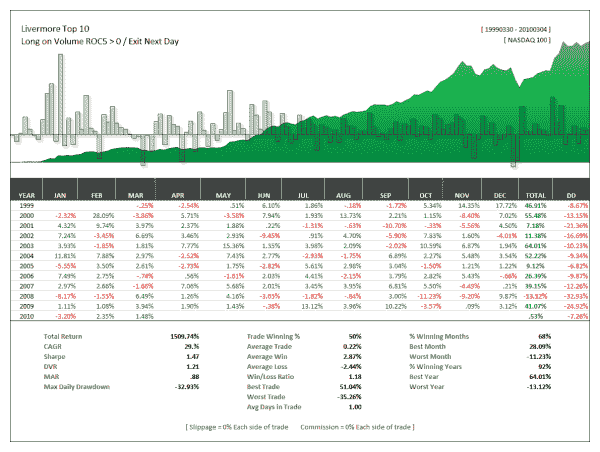 Livermore Top 10
Long on Volume ROC5 > 0 / Exit Next Day
[ 19990330 - 20100304 ]
[ NASDAQ 100 ]
YEAR JAN FEB MAR APR MAY JUN JUL AUG SEP OCT NOV DEC TOTAL DD
1999 -.25% -2.54% .51% 6.10% 1.86% -.18% -1.72% 5.34% 14.35% 17.72% 46.91% -8.67%
2000 -2.32% 28.09% -3.86% 5.71% -3.58% 7.94% 1.93% 13.73% 2.21% 1.15% -8.40% 7.02% 55.48% -13.15%
2001 4.32% 9.74% 3.97% 2.37% 1.88% .22% -1.31% -.63% -10.70% -.33% -5.56% 4.50% 7.18% -21.36%
2002 7.24% -3.45% 6.69% 3.46% 2.93% -9.45% .91% 4.70% -5.90% 7.83% 1.60% -4.01% 11.38% -16.69%
2003 3.93% -1.85% 1.81% 7.77% 15.36% 1.35% 3.98% 2.09% -2.02% 10.59% 6.87% 1.94% 64.01% -10.23%
2004 11.81% 7.88% 2.97% -2.52% 7.43% 2.77% -2.93% -1.75% 6.89% 2.27% 5.48% 3.54% 52.22% -9.34%
2005 -5.55% 3.50% 2.61% -2.73% 1.75% -2.82% 5.61% 2.98% 3.04% -1.50% 1.21% 1.22% 9.12% -6.82%
2006 7.49% 2.75% -.74% .56% -1.81% 2.03% 4.41% -2.15% 1.79% 2.82% 5.43% -.66% 26.39% -9.87%
2007 2.97% 2.66% -1.66% 7.06% 5.68% 2.01% 3.45% 3.95% 6.81% 5.50% -4.49% .21% 39.15% -12.26%
2008 -8.17% -1.55% 6.49% 1.26% 4.16% -3.05% -1.82% -.84% 3.00% -11.23% -9.20% 9.87% -13.12% -32.93%
2009 1.11% 1.08% 3.94% 1.90% 1.43% -.38% 13.12% 3.96% 10.22% -3.57% .09% 3.12% 41.07% -24.92%
2010 -3.20% 2.35% 1.48% .53% -7.26%
Total Return 1509.74% Trade Winning % 50% % Winning Months 68%
CAGR 29.% Average Trade 0.22% Best Month 28.09%
Sharpe 1.47 Average Win 2.87% Worst Month -11.23%
DVR 1.21 Average Loss -2.44% % Winning Years 92%
MAR .88 Win/Loss Ratio 1.18 Best Year 64.01%
Max Daily Drawdown -32.93% Best Trade 51.04% Worst Year -13.12%
Worst Trade -35.26%
Avg Days in Trade 1.00
[ Slippage = 0% Each side of trade Commission = 0% Each side of trade ]